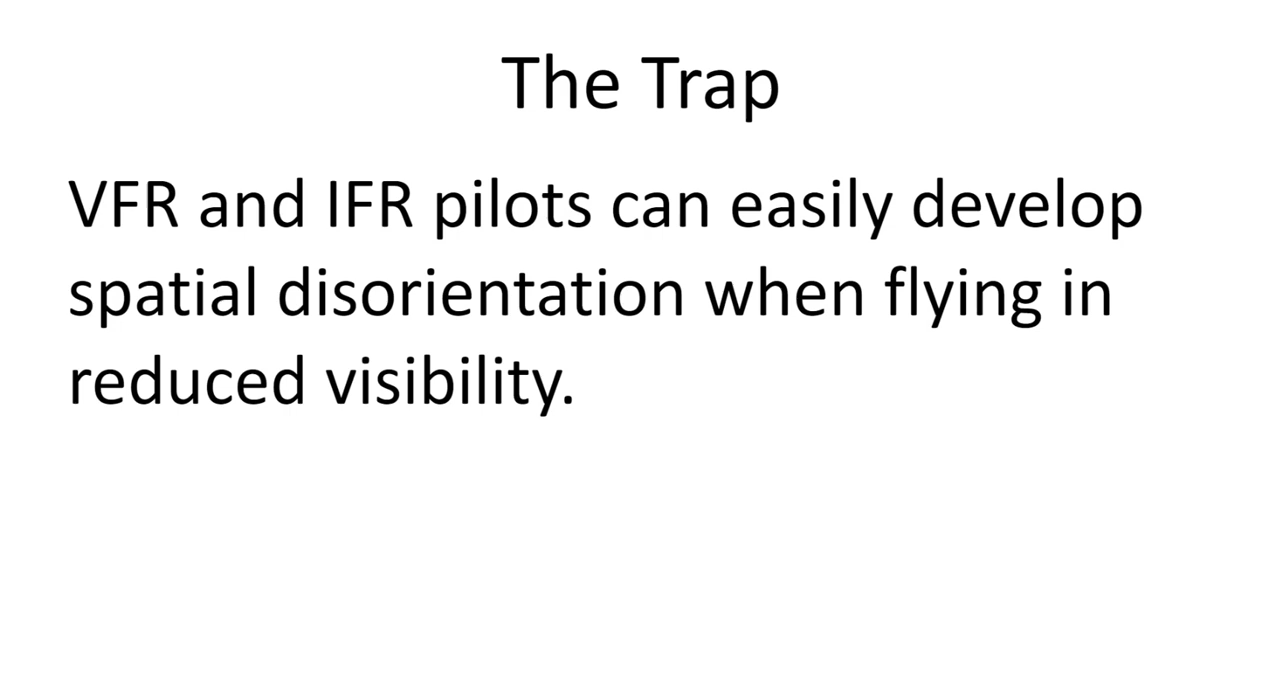 The Trap
VFR and IFR pilots can easily develop
spatial disorientation when flying in
reduced visibility.